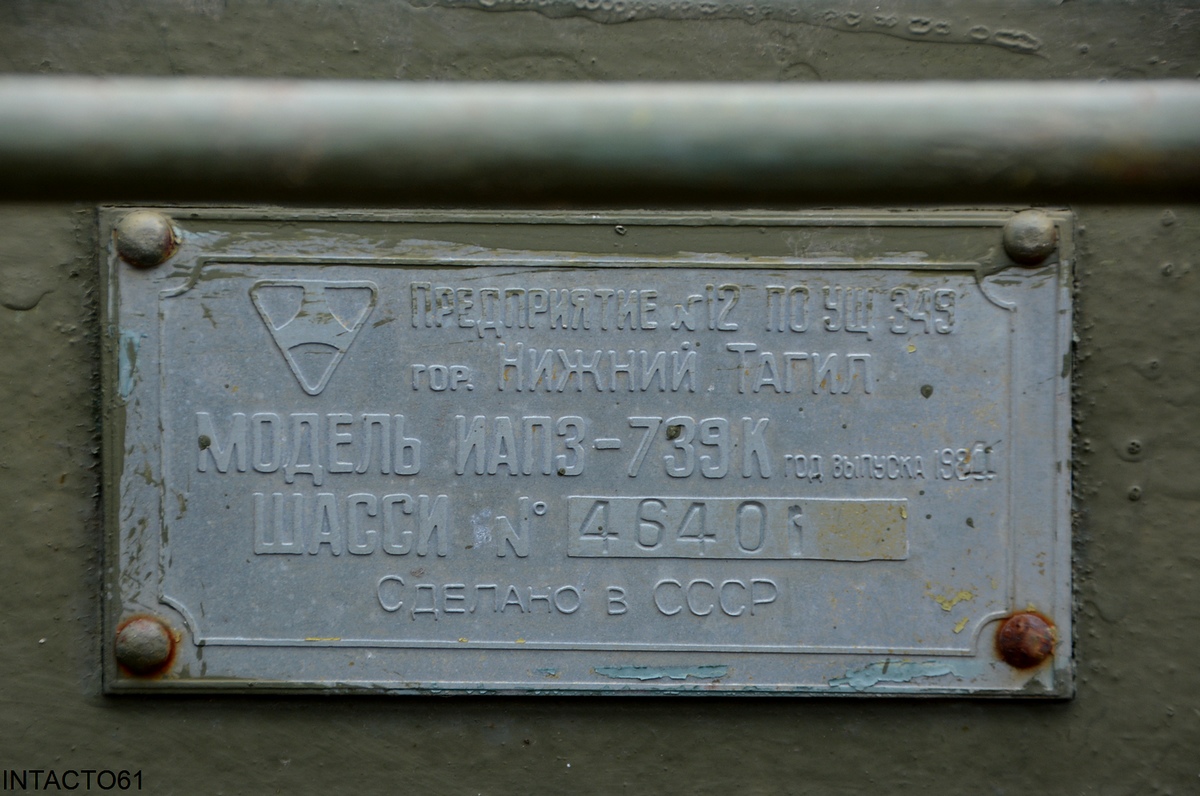 ПРЕДПРИЯТИЕ №12 ПО УЩ 349
ГОР. НИЖНИЙ ТАГИЛ
МОДЕЛЬ ИАПЗ-739К ГОД ВЫПУСКА
ШАССИ № 46401
СДЕЛАНО В СССР
INTACTO61